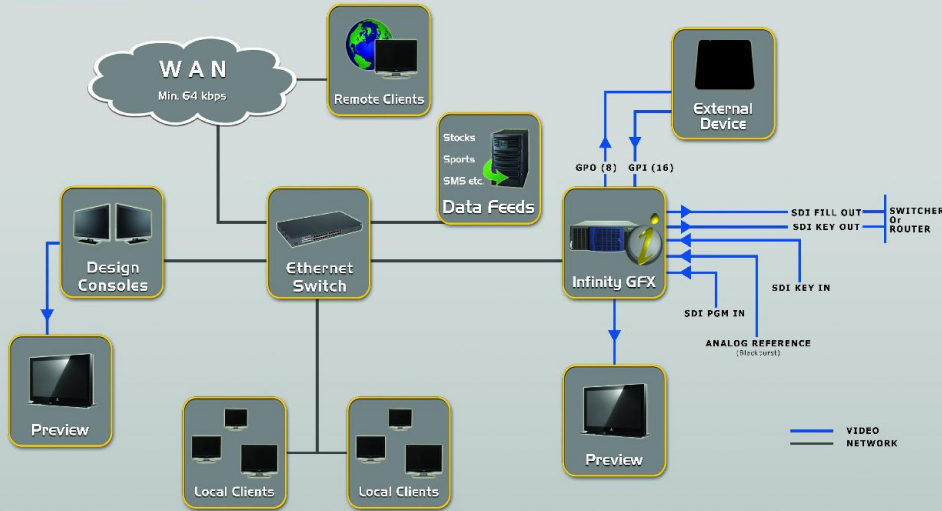 WAN
Min. 64 kbps
Remote Clients
External
Device
Stocks
Sports
SMS etc.
Data Feeds
GPO (8)
GPI (16)
Design
Consoles
Ethernet
Switch
i
Infinity GFX
SDI FILL OUT
SDI KEY OUT
SWITCHER
Or
ROUTER
SDI KEY IN
SDI PGM IN
ANALOG REFERENCE
(Blackburst)
Preview
Preview
Local Clients
Local Clients
VIDEO
NETWORK